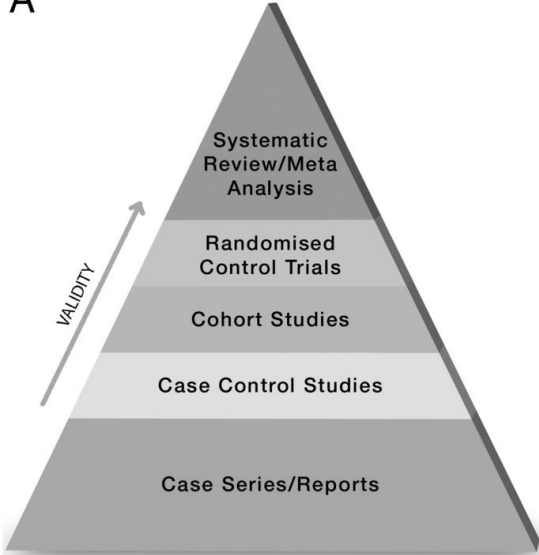 A
Systematic
Review/Meta
Analysis
Randomised
Control Trials
VALIDITY
Cohort Studies
Case Control Studies
Case Series/Reports